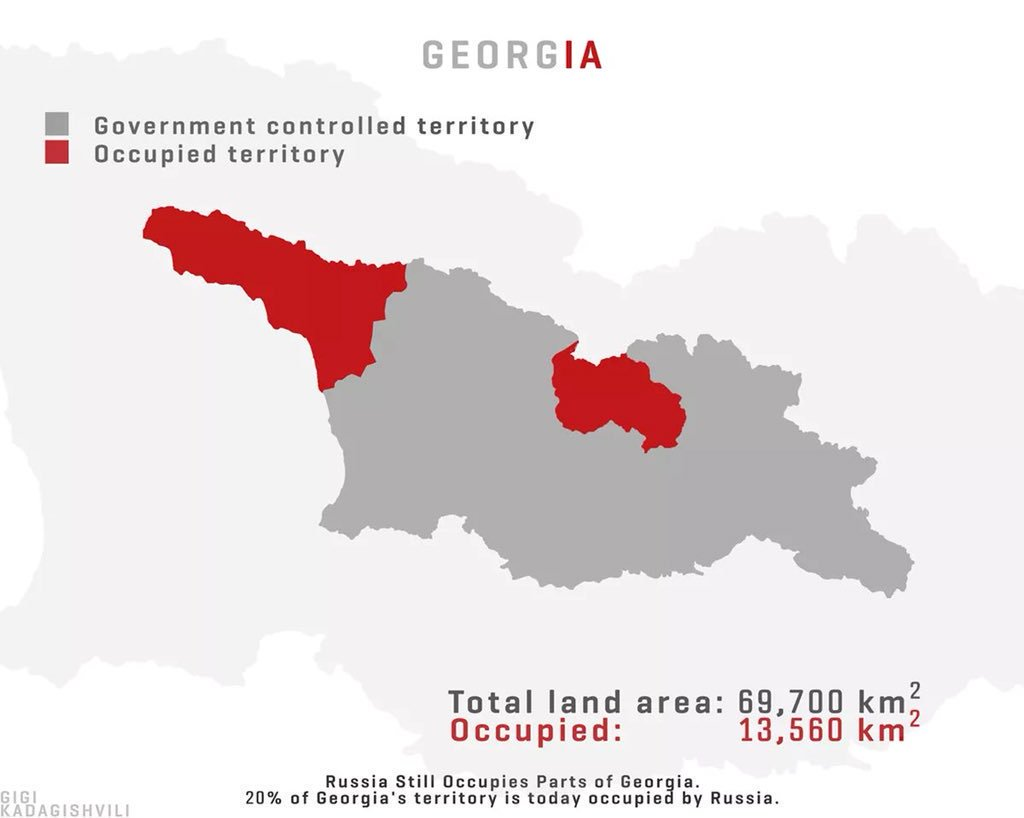 GEORGIA
Government controlled territory
Occupied territory
Total land area: 69,700 km²
Occupied: 13,560 km²
Russia Still Occupies Parts of Georgia.
20% of Georgia's territory is today occupied by Russia.
GIGI
KADAGISHVILI